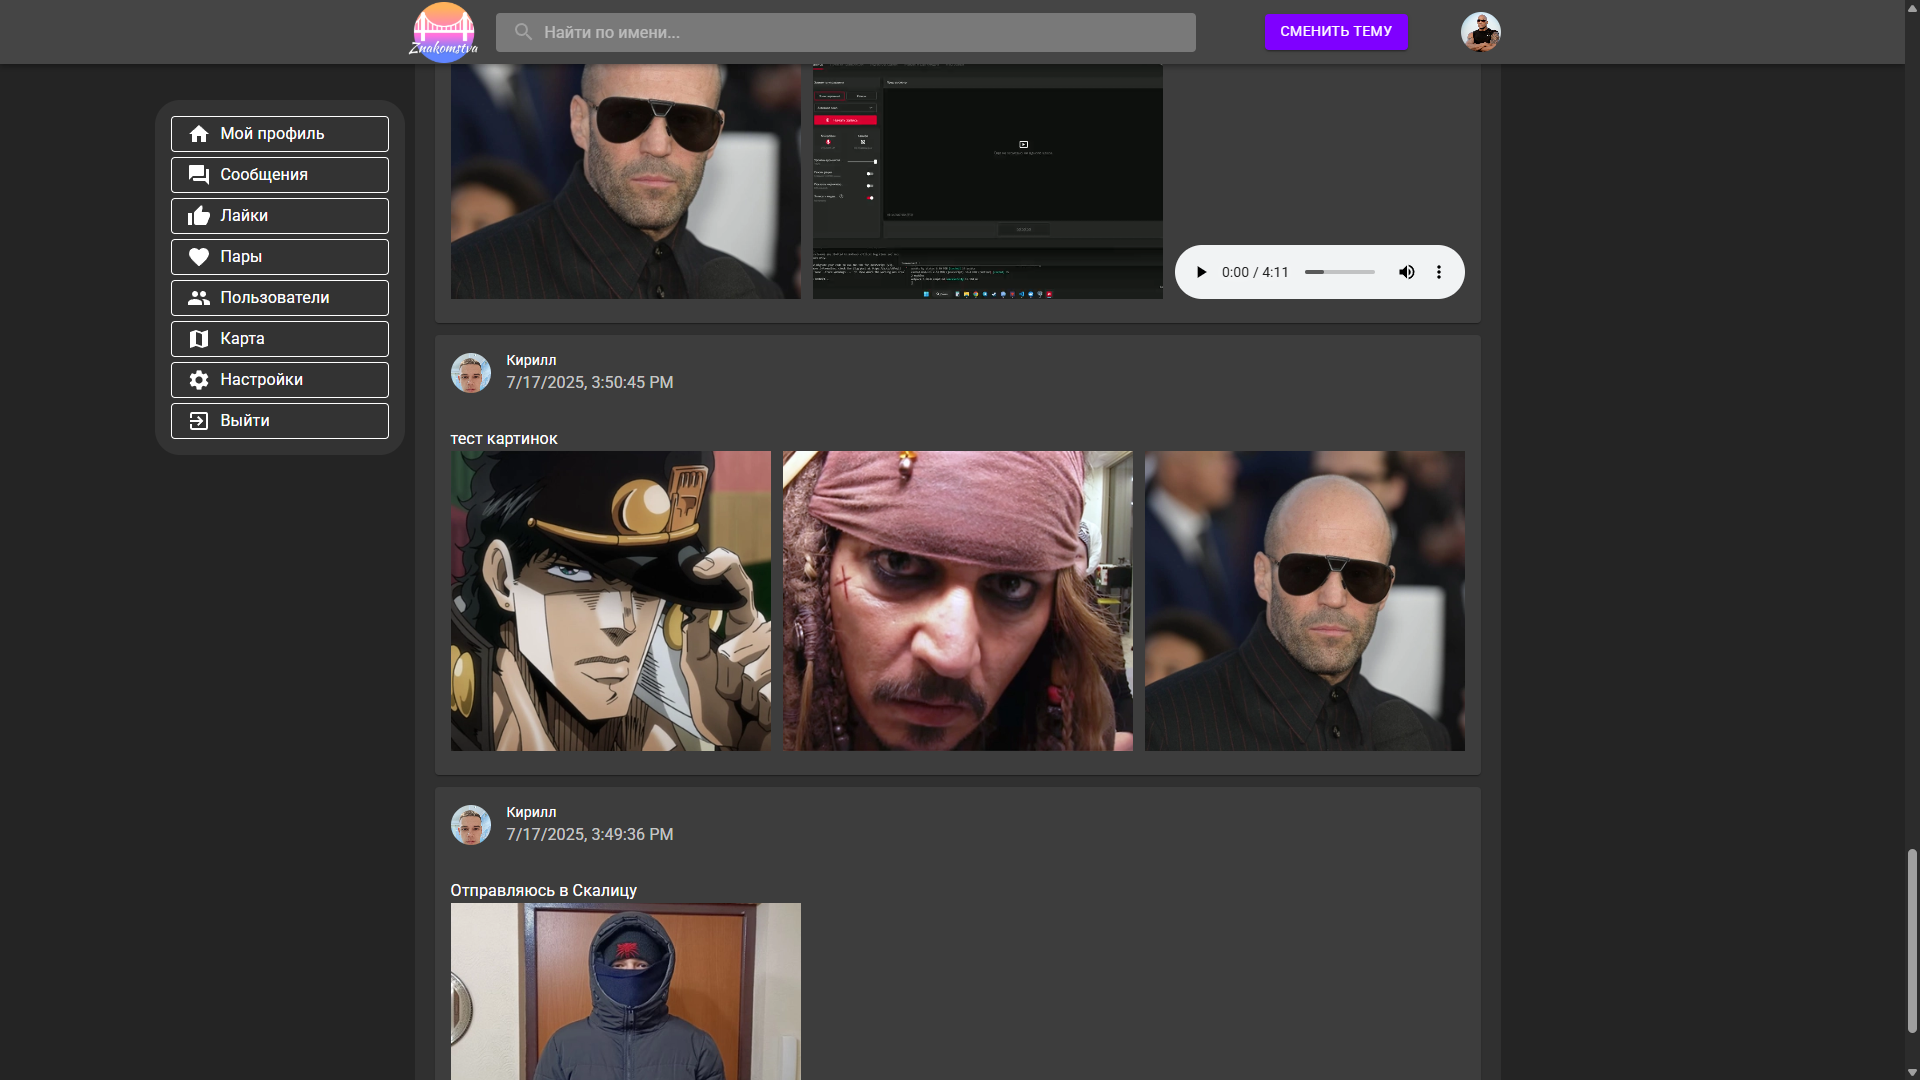 Znakomstva
Найти по имени...
СМЕНИТЬ ТЕМУ
Мой профиль
Сообщения
Лайки
Пары
Пользователи
Карта
Настройки
Выйти
0:00 / 4:11
Кирилл
7/17/2025, 3:50:45 PM
тест картинок
Кирилл
7/17/2025, 3:49:36 PM
Отправляюсь в Скалицу